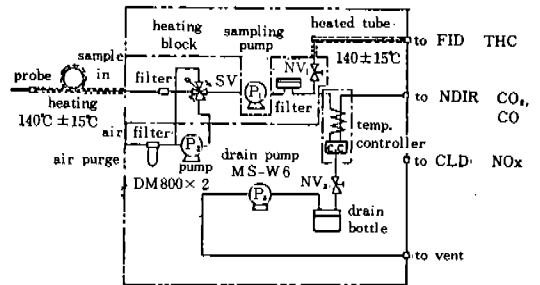 heating block
sampling pump
heated tube
to FID THC
sample in
140±15℃
probe
filter
SV
P₁
NV₁
filter
to NDIR CO₂, CO
heating
140℃±15℃
air
filter
temp. controller
air purge
P₂
pump
drain pump
to CLD NOx
DM800×2
MS-W6
NV₂
P₃
drain bottle
to vent